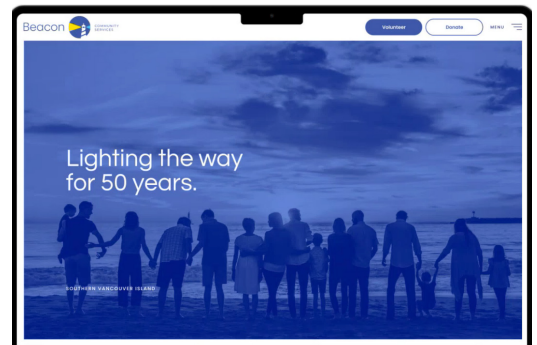 Beacon
COMMUNITY
SERVICES
Volunteer
Donate
MENU
Lighting the way
for 50 years.
SOUTHERN VANCOUVER ISLAND